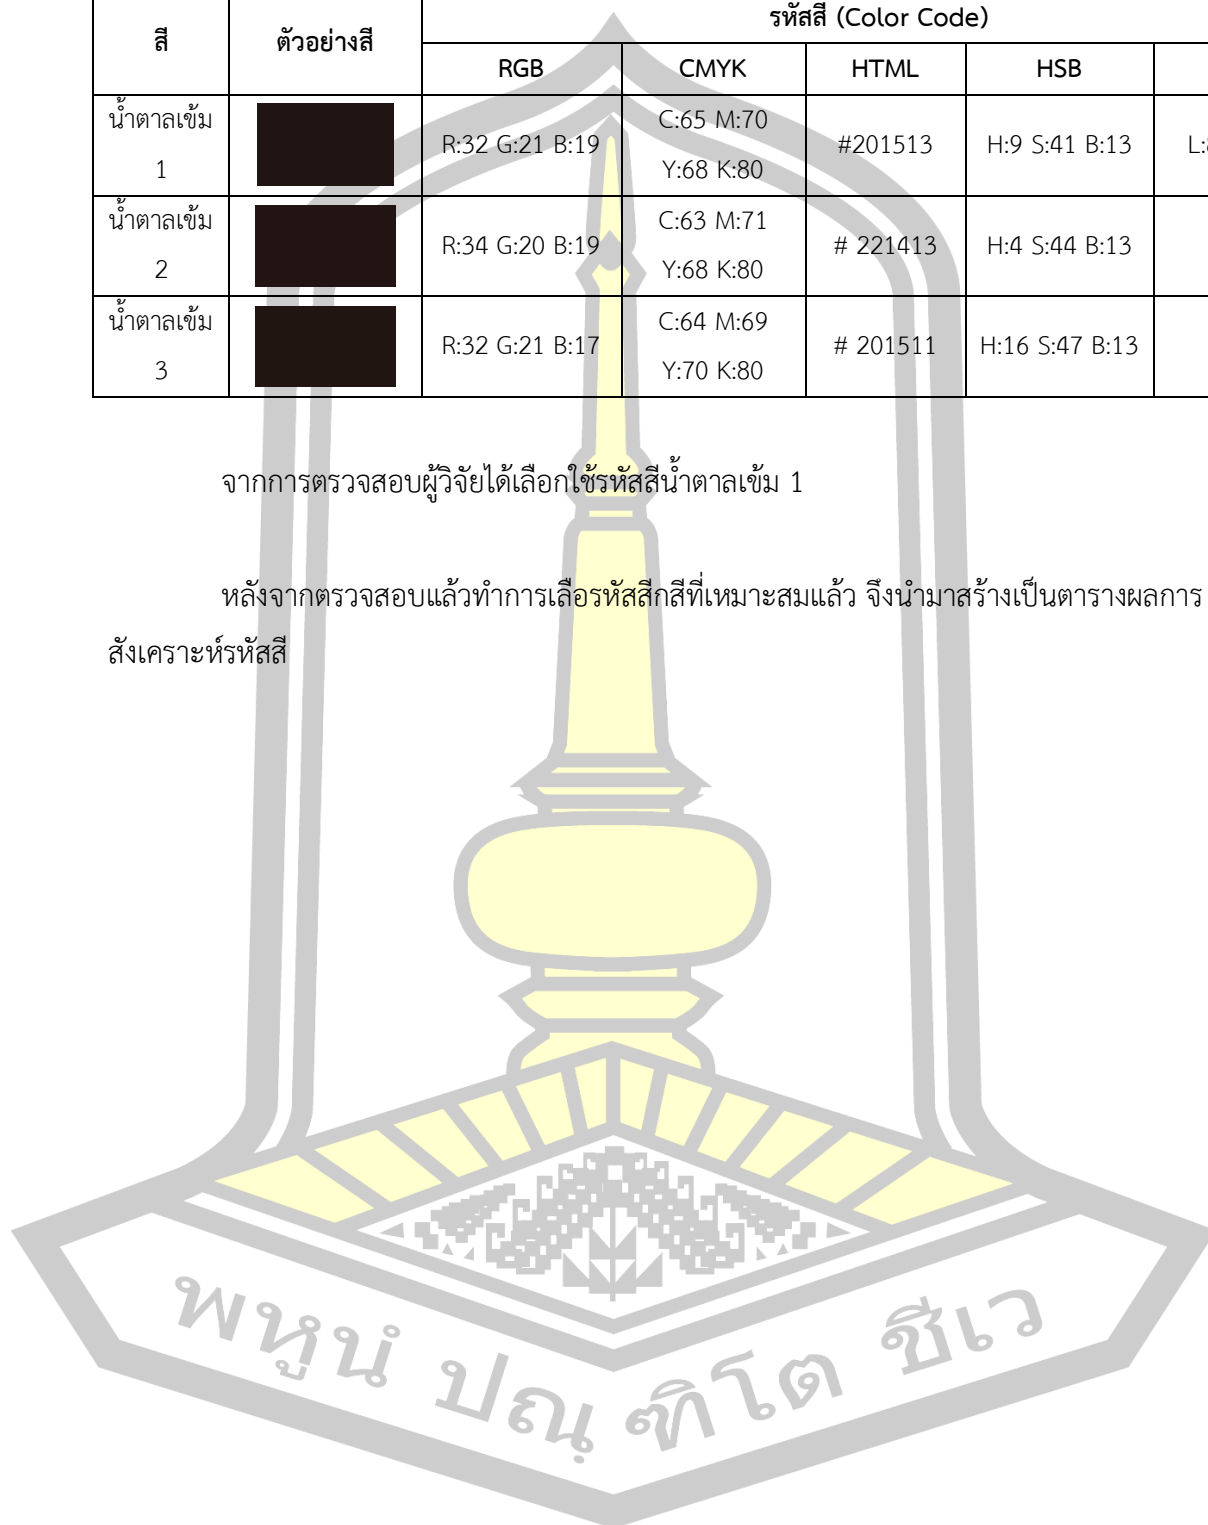 สี ตัวอย่างสี รหัสสี (Color Code)
RGB CMYK HTML HSB
น้ำตาลเข้ม 1 R:32 G:21 B:19 C:65 M:70 Y:68 K:80 #201513 H:9 S:41 B:13
น้ำตาลเข้ม 2 R:34 G:20 B:19 C:63 M:71 Y:68 K:80 # 221413 H:4 S:44 B:13
น้ำตาลเข้ม 3 R:32 G:21 B:17 C:64 M:69 Y:70 K:80 # 201511 H:16 S:47 B:13
จากการตรวจสอบผู้วิจัยได้เลือกใช้รหัสสีน้ำตาลเข้ม 1
หลังจากตรวจสอบแล้วทำการเลือรหัสสีกสีที่เหมาะสมแล้ว จึงนำมาสร้างเป็นตารางผลการ
สังเคราะห์รหัสสี
พหูนํ ปณฺฑิโต ชีเว